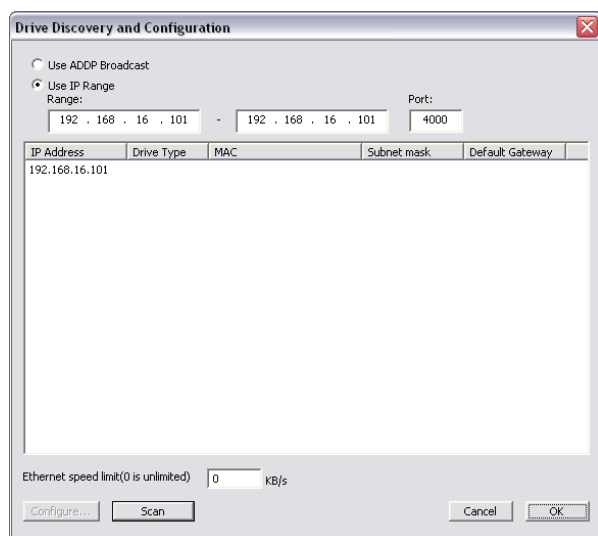 Drive Discovery and Configuration
Use ADDP Broadcast
Use IP Range
Range: Port:
192 . 168 . 16 . 101 - 192 . 168 . 16 . 101 4000
IP Address Drive Type MAC Subnet mask Default Gateway
192.168.16.101
Ethernet speed limit(0 is unlimited) 0 KB/s
Configure... Scan Cancel OK